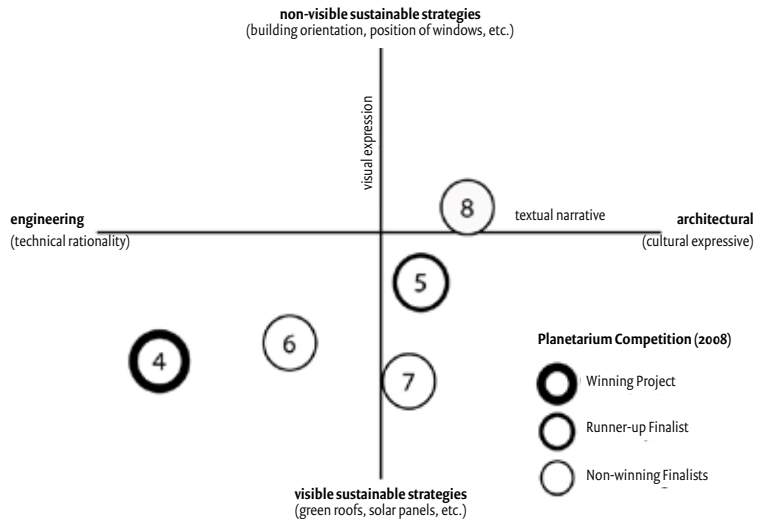 non-visible sustainable strategies
(building orientation, position of windows, etc.)
visual expression
8
textual narrative
engineering
architectural
(technical rationality)
(cultural expressive)
5
6
4
7
Planetarium Competition (2008)
Winning Project
Runner-up Finalist
Non-winning Finalists
visible sustainable strategies
(green roofs, solar panels, etc.)